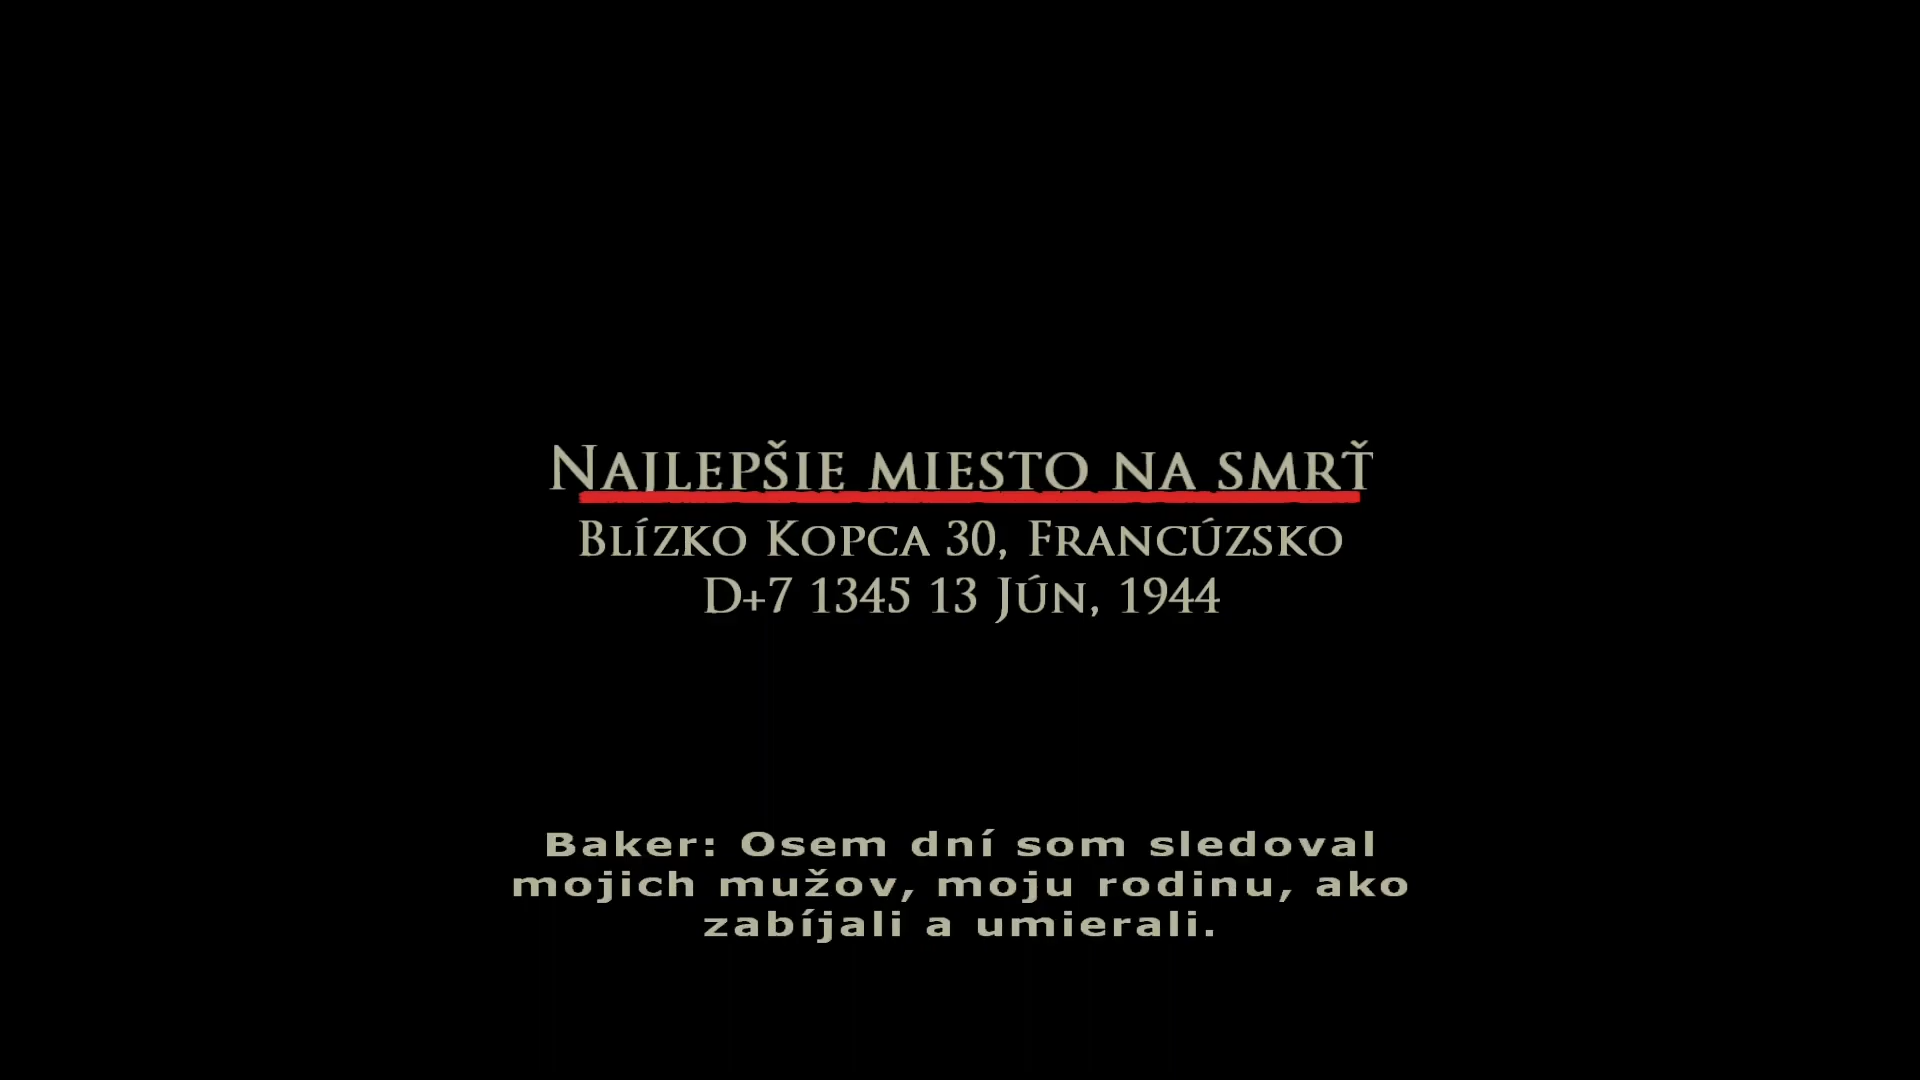 Najlepšie miesto na smrť
Blízko Kopca 30, Francúzsko
D+7 1345 13 Jún, 1944
Baker: Osem dní som sledoval
mojich mužov, moju rodinu, ako
zabíjali a umierali.